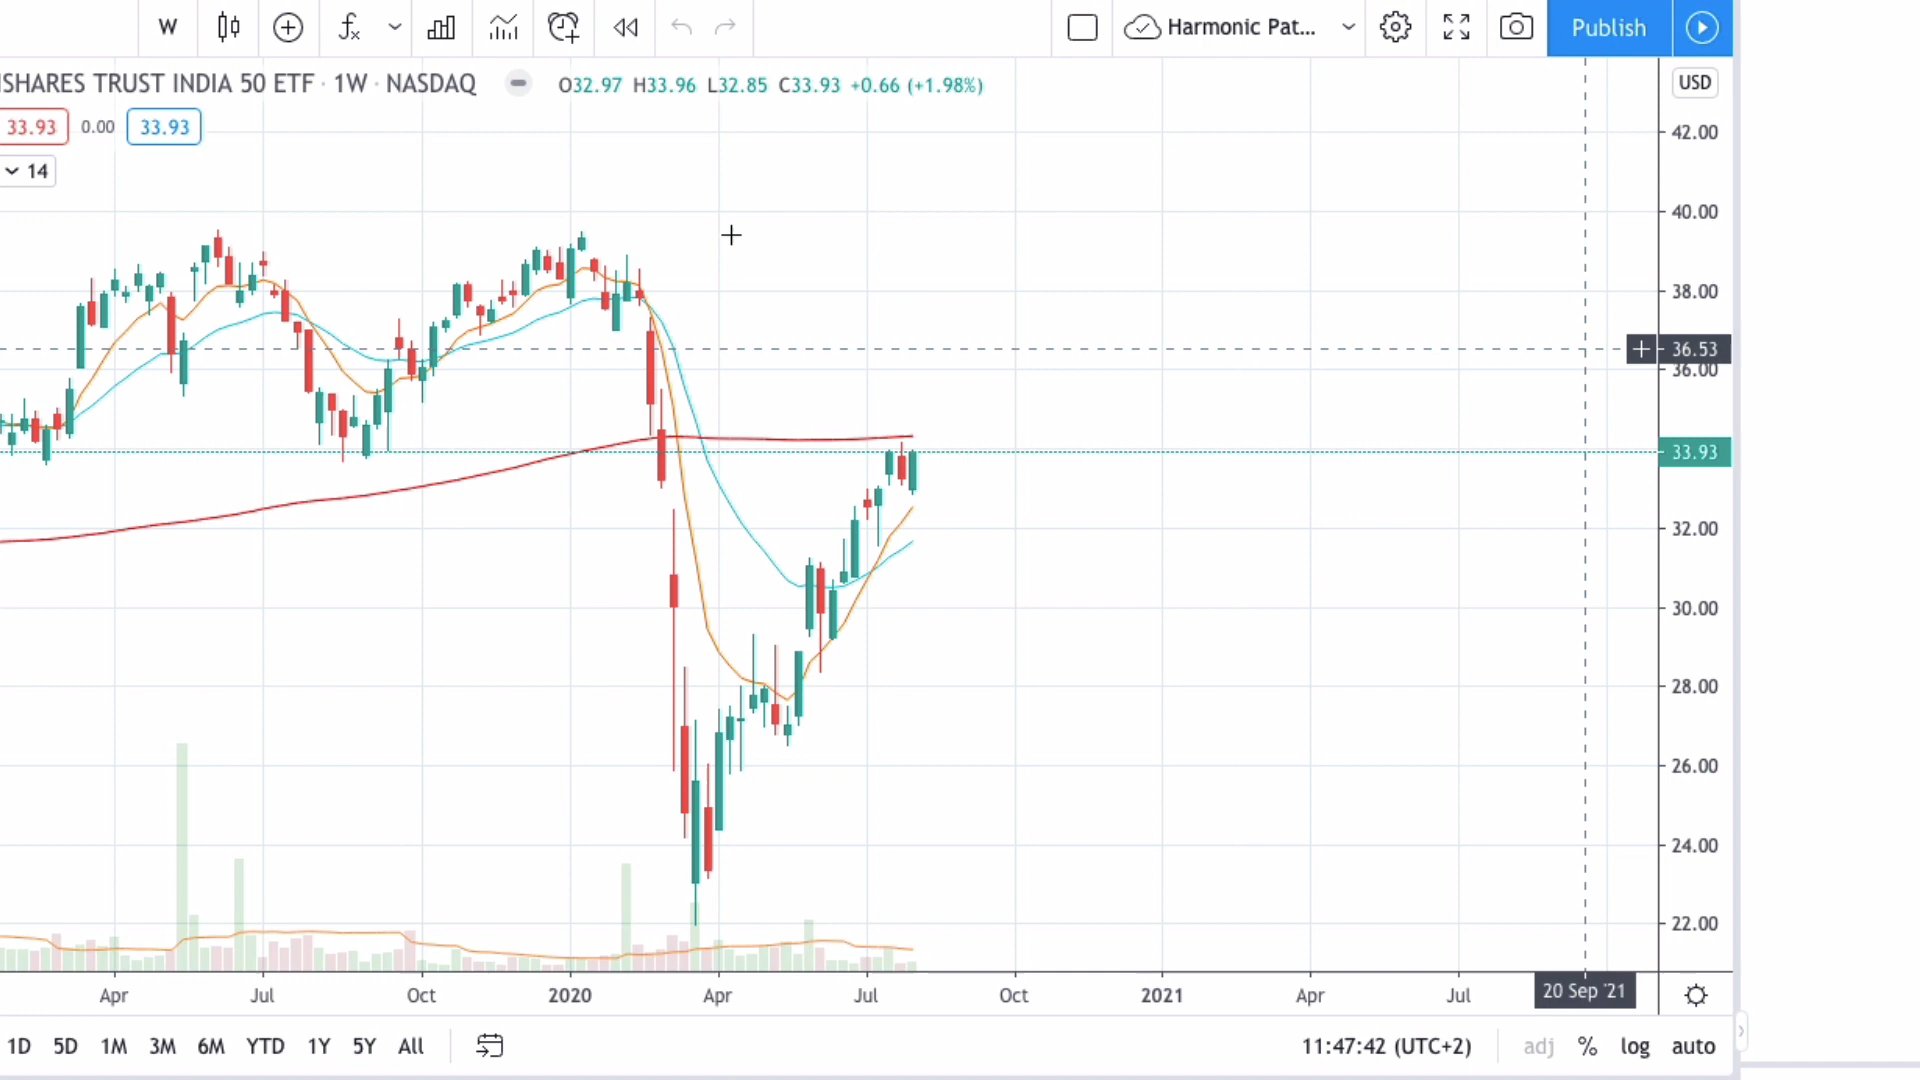 W
fx
Harmonic Pat...
Publish
ISHARES TRUST INDIA 50 ETF · 1W · NASDAQ
O32.97 H33.96 L32.85 C33.93 +0.66 (+1.98%)
USD
33.93 0.00 33.93
14
42.00
40.00
38.00
36.53
36.00
33.93
32.00
30.00
28.00
26.00
24.00
22.00
Apr Jul Oct 2020 Apr Jul Oct 2021 Apr Jul 20 Sep '21
1D 5D 1M 3M 6M YTD 1Y 5Y All
11:47:42 (UTC+2) adj % log auto